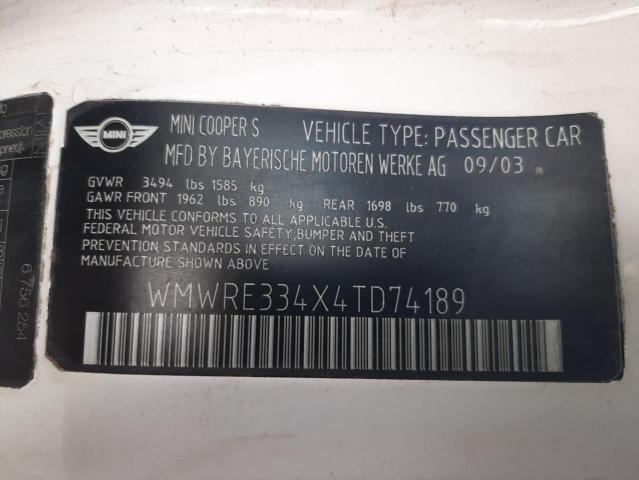 MINI
MINI COOPER S VEHICLE TYPE: PASSENGER CAR
MFD BY BAYERISCHE MOTOREN WERKE AG 09/03
GVWR 3494 lbs 1585 kg
GAWR FRONT 1962 lbs 890 kg REAR 1698 lbs 770 kg
THIS VEHICLE CONFORMS TO ALL APPLICABLE U.S.
FEDERAL MOTOR VEHICLE SAFETY, BUMPER AND THEFT
PREVENTION STANDARDS IN EFFECT ON THE DATE OF
MANUFACTURE SHOWN ABOVE
WMWRE334X4TD74189
6 756 254